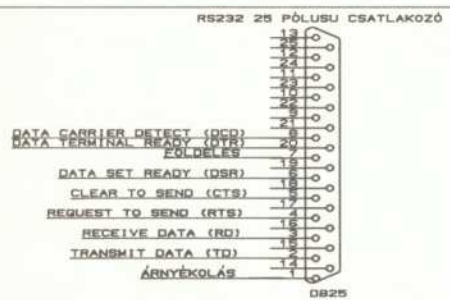 RS232 25 PÓLUSU CSATLAKOZÓ
13
25
12
24
11
23
10
22
9
21
DATA CARRIER DETECT (DCD) 8
DATA TERMINAL READY (DTR) 20
FÖLDELÉS 7
19
DATA SET READY (DSR) 6
18
CLEAR TO SEND (CTS) 5
17
REQUEST TO SEND (RTS) 4
16
RECEIVE DATA (RD) 3
15
TRANSMIT DATA (TD) 2
14
ÁRNYÉKOLÁS 1
DB25